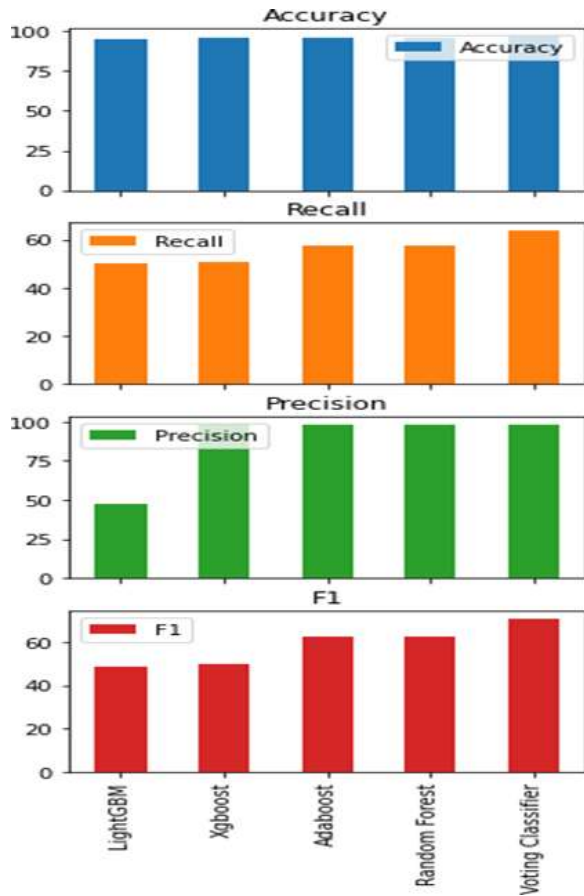 Accuracy
100
75
50
25
0
Accuracy
Recall
60
40
20
0
Recall
Precision
100
75
50
25
0
Precision
F1
60
40
20
0
F1
LightGBM
Xgboost
Adaboost
Random Forest
Voting Classifier